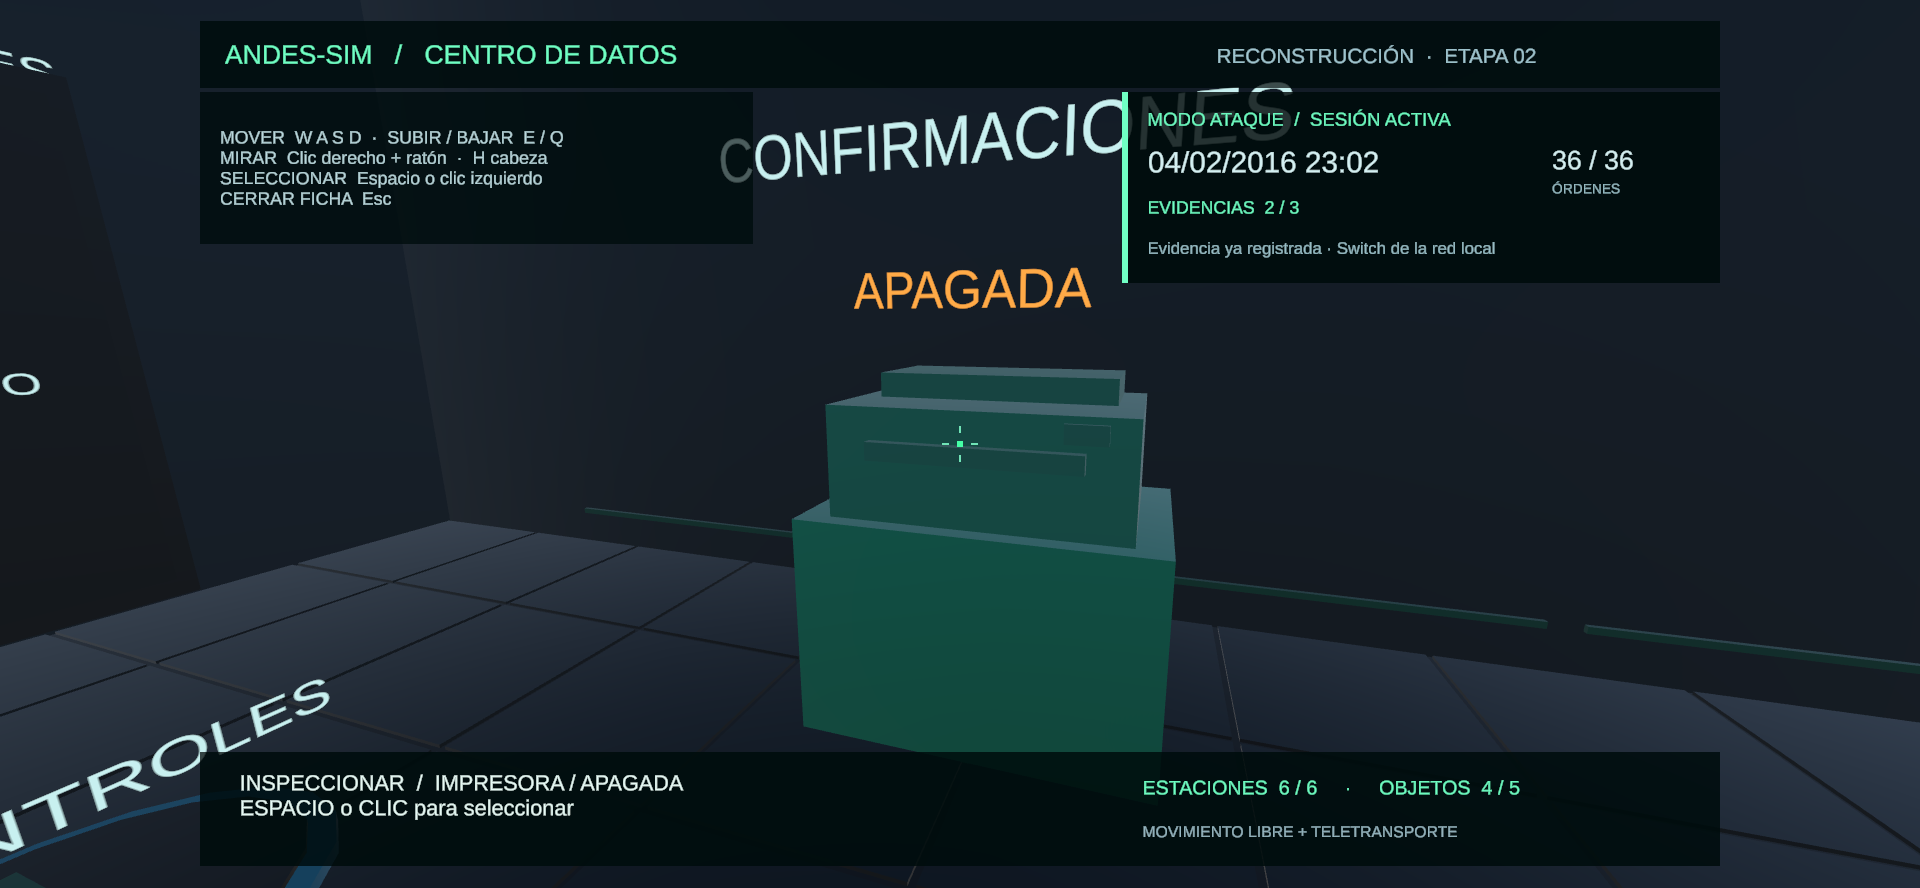 ANDES-SIM / CENTRO DE DATOS
RECONSTRUCCIÓN · ETAPA 02
MOVER W A S D · SUBIR / BAJAR E / Q
MIRAR Clic derecho + ratón · H cabeza
SELECCIONAR Espacio o clic izquierdo
CERRAR FICHA Esc
CONFIRMACIONES
MODO ATAQUE / SESIÓN ACTIVA
04/02/2016 23:02
36 / 36
ÓRDENES
EVIDENCIAS 2 / 3
Evidencia ya registrada · Switch de la red local
APAGADA
O
NTROLES
INSPECCIONAR / IMPRESORA / APAGADA
ESPACIO o CLIC para seleccionar
ESTACIONES 6 / 6 · OBJETOS 4 / 5
MOVIMIENTO LIBRE + TELETRANSPORTE